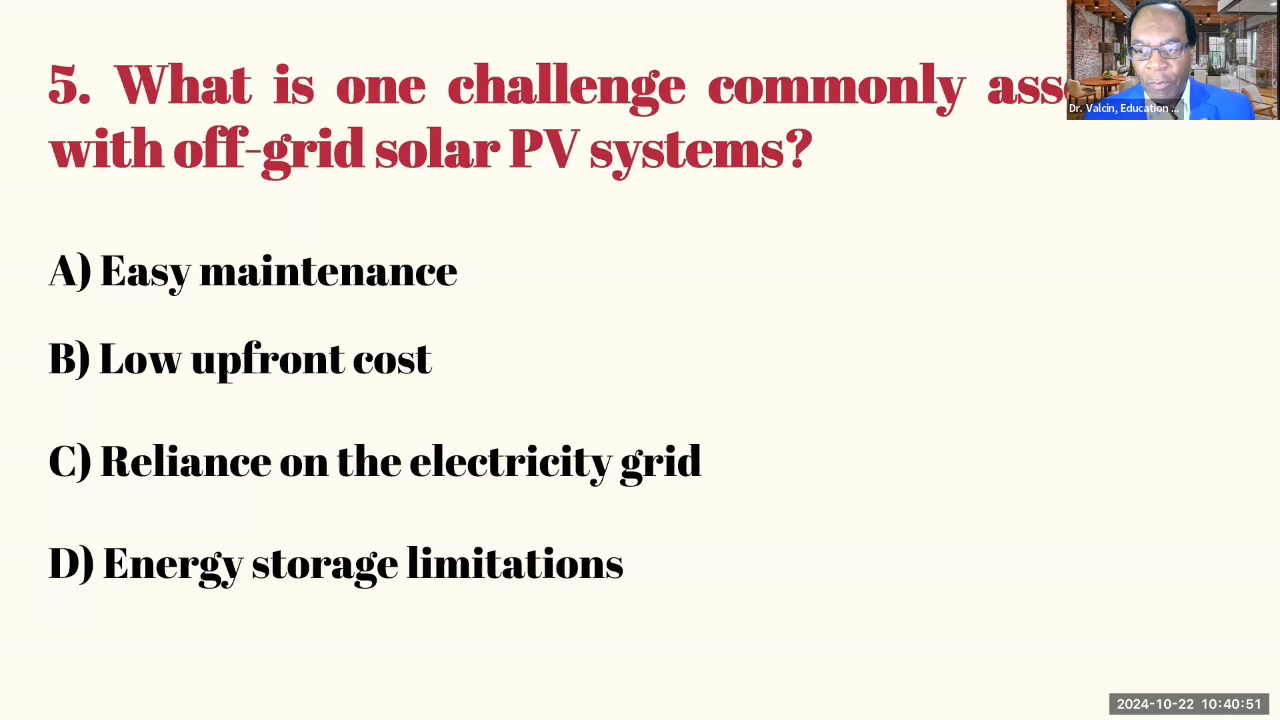 5. What is one challenge commonly
with off-grid solar PV systems?
A) Easy maintenance
B) Low upfront cost
C) Reliance on the electricity grid
D) Energy storage limitations
Dr. Valcin, Education ...
2024-10-22 10:40:51